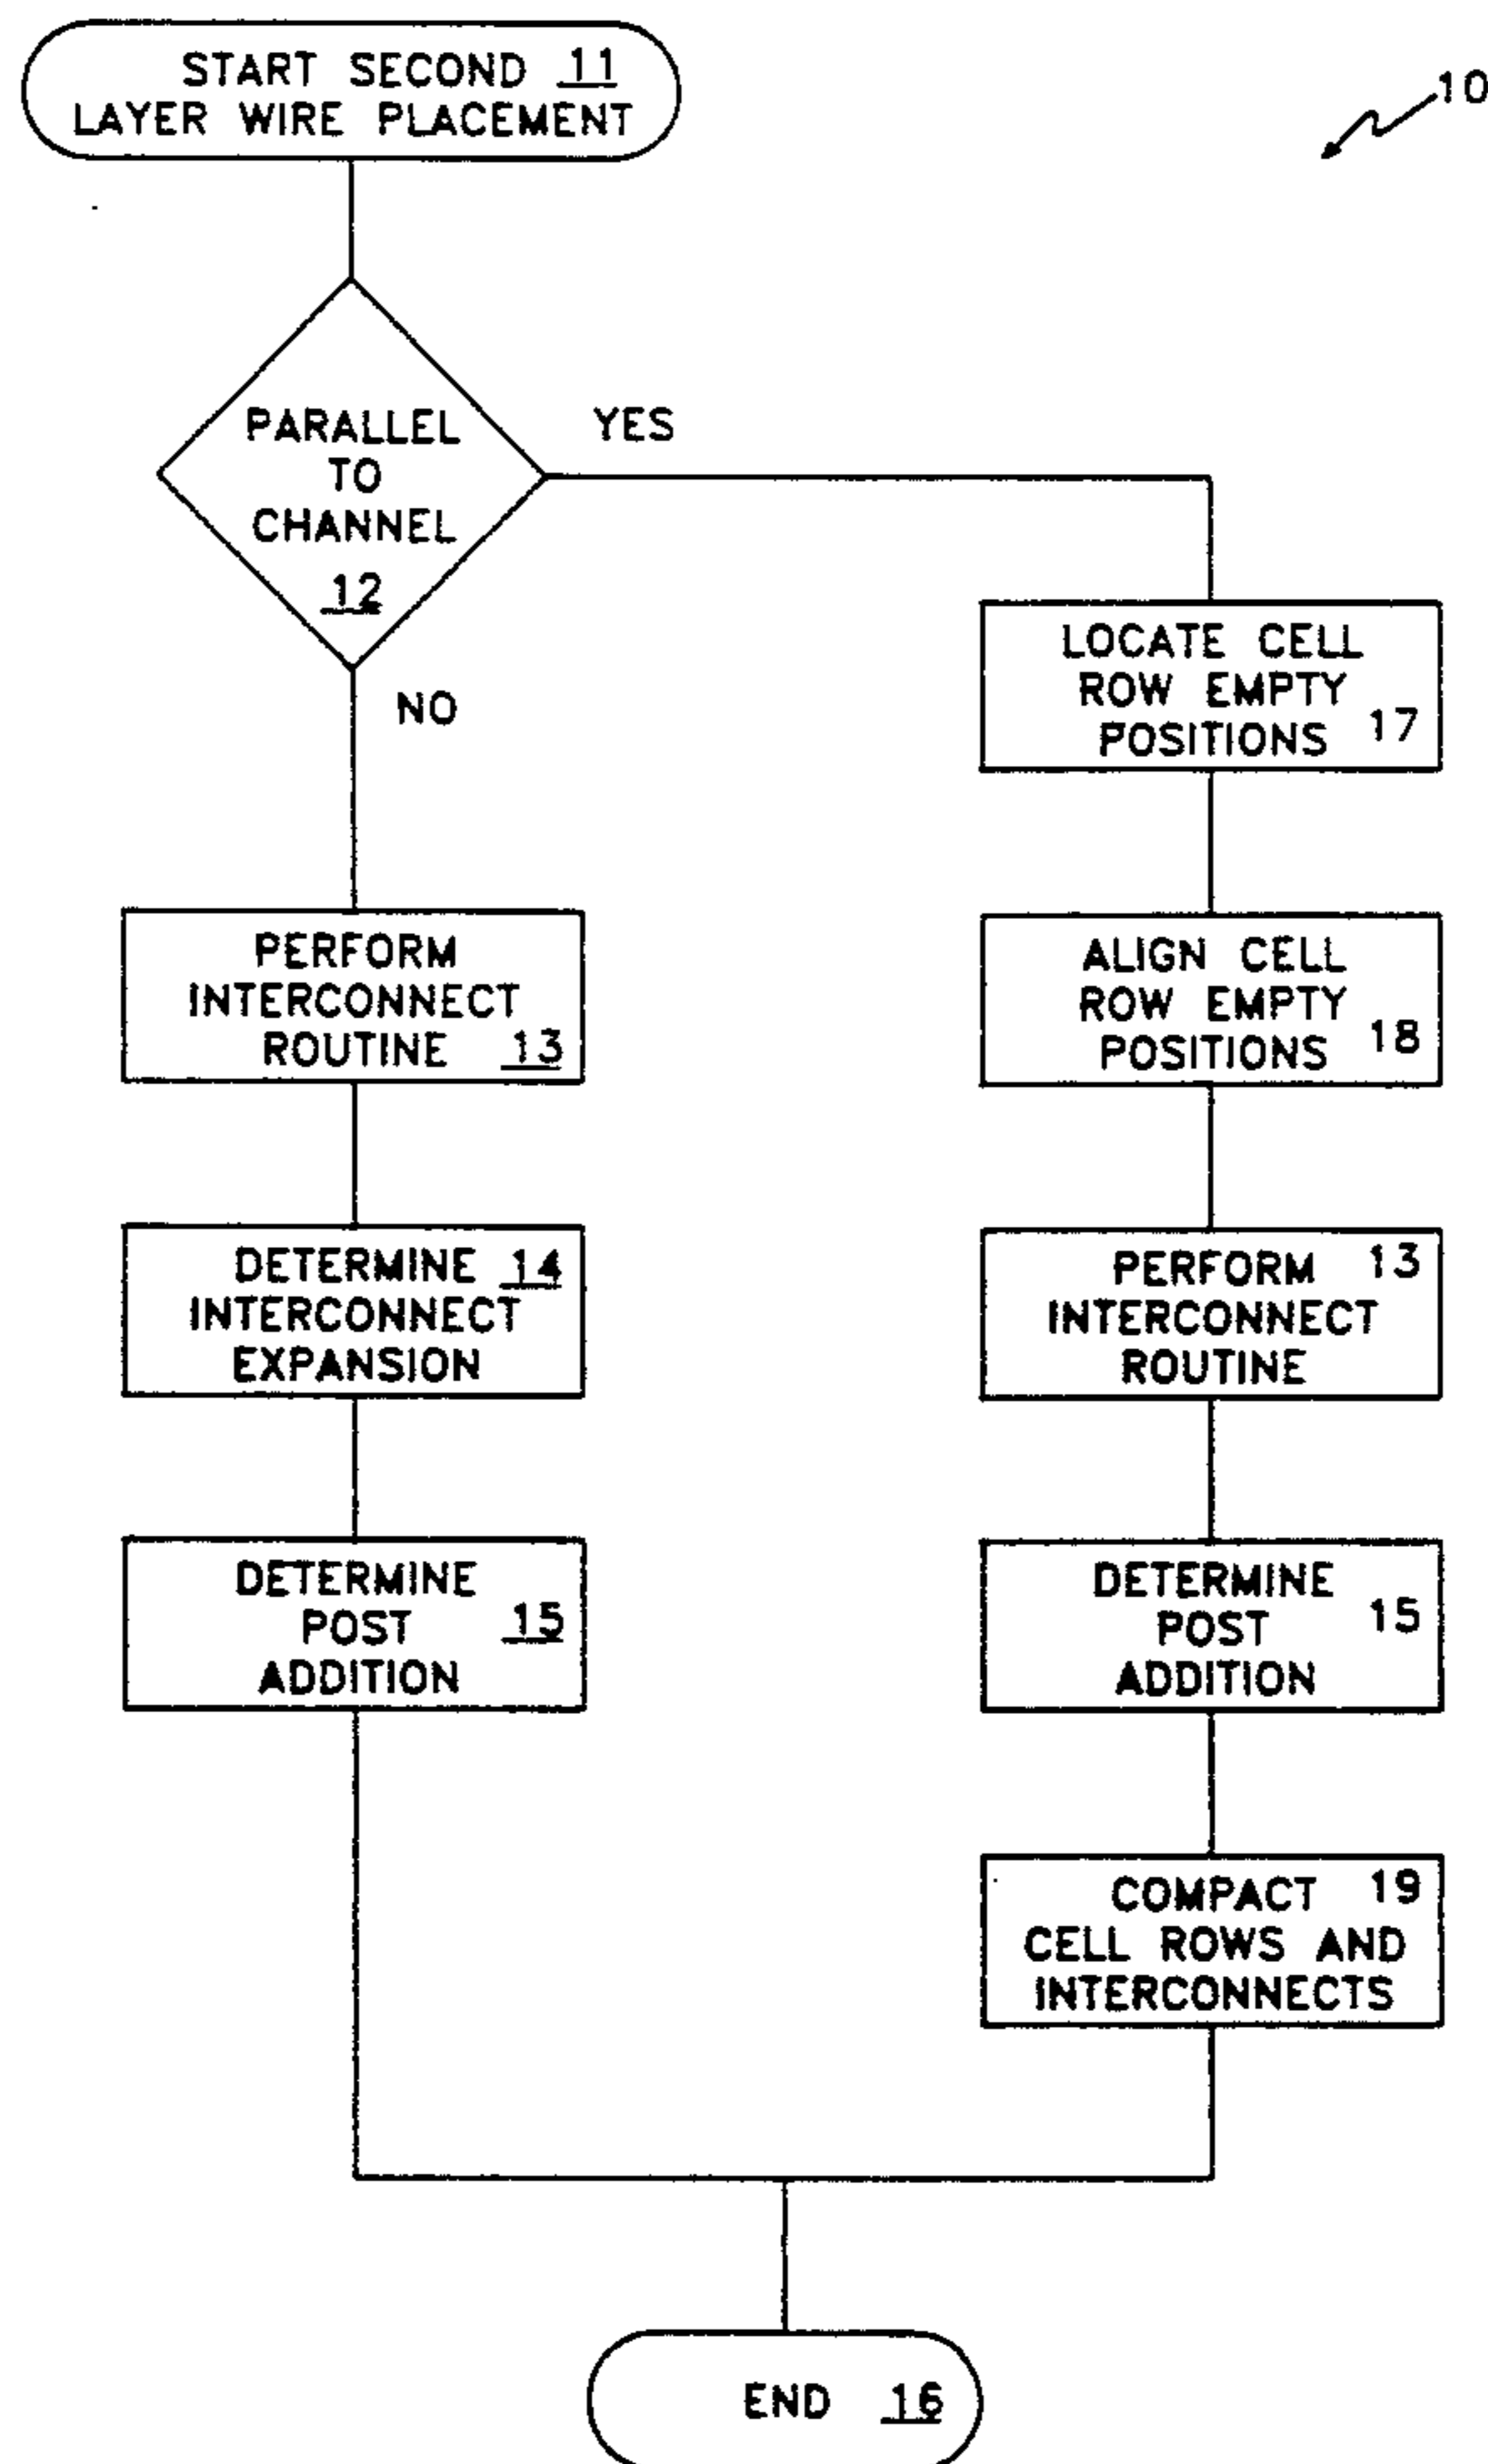 START SECOND 11
LAYER WIRE PLACEMENT
10
PARALLEL
TO
CHANNEL
12
YES
NO
LOCATE CELL
ROW EMPTY
POSITIONS 17
ALIGN CELL
ROW EMPTY
POSITIONS 18
PERFORM
INTERCONNECT
ROUTINE 13
PERFORM 13
INTERCONNECT
ROUTINE
DETERMINE 14
INTERCONNECT
EXPANSION
DETERMINE
POST 15
ADDITION
DETERMINE
POST 15
ADDITION
COMPACT 19
CELL ROWS AND
INTERCONNECTS
END 16